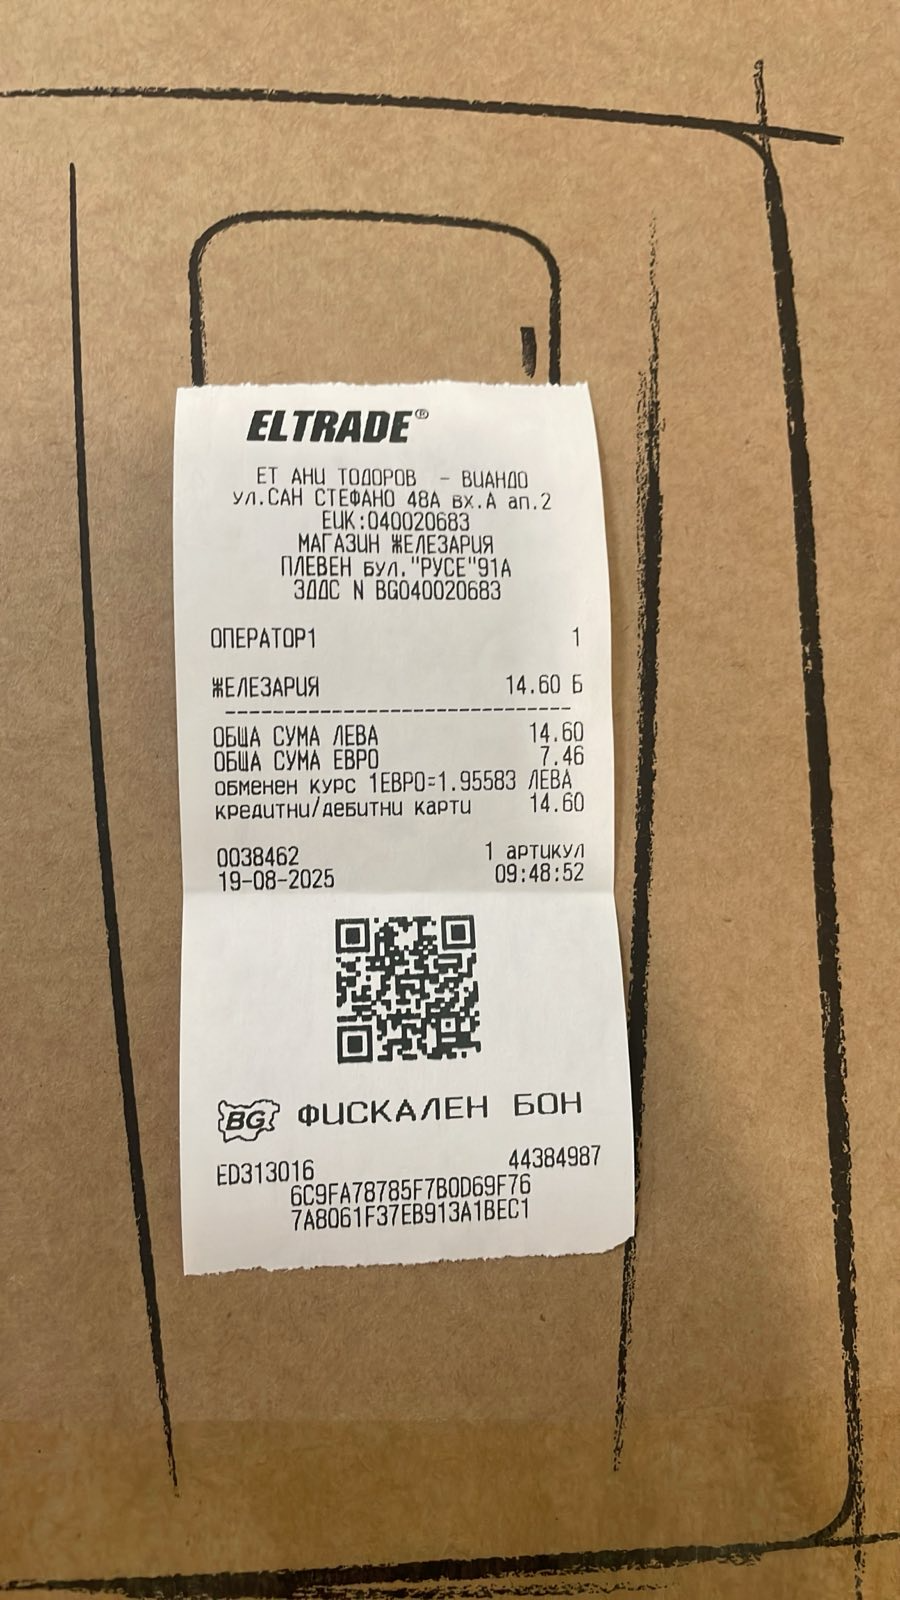 ELTRADE®
ЕТ АНИ ТОДОРОВ - ВИАНДО
ул.САН СТЕФАНО 48А вх.А ап.2
ЕИК:040020683
МАГАЗИН ЖЕЛЕЗАРИЯ
ПЛЕВЕН бул."РУСЕ"91А
ЗДДС N BG040020683
ОПЕРАТОР1 1
ЖЕЛЕЗАРИЯ 14.60 Б
ОБЩА СУМА ЛЕВА 14.60
ОБЩА СУМА ЕВРО 7.46
обменен курс 1ЕВРО=1.95583 ЛЕВА
кредитни/дебитни карти 14.60
0038462 1 артикул
19-08-2025 09:48:52
BG ФИСКАЛЕН БОН
ED313016 44384987
6C9FA78785F7B0D69F76
7A8061F37EB913A1BEC1